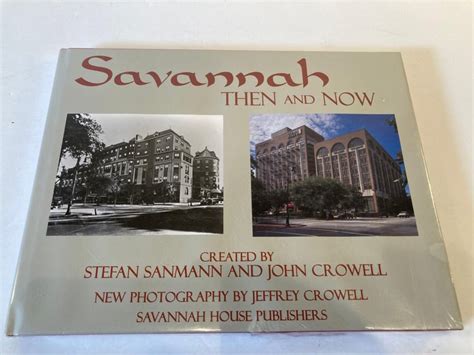 Savannah
THEN AND NOW
CREATED BY
STEFAN SANMANN AND JOHN CROWELL
NEW PHOTOGRAPHY BY JEFFREY CROWELL
SAVANNAH HOUSE PUBLISHERS